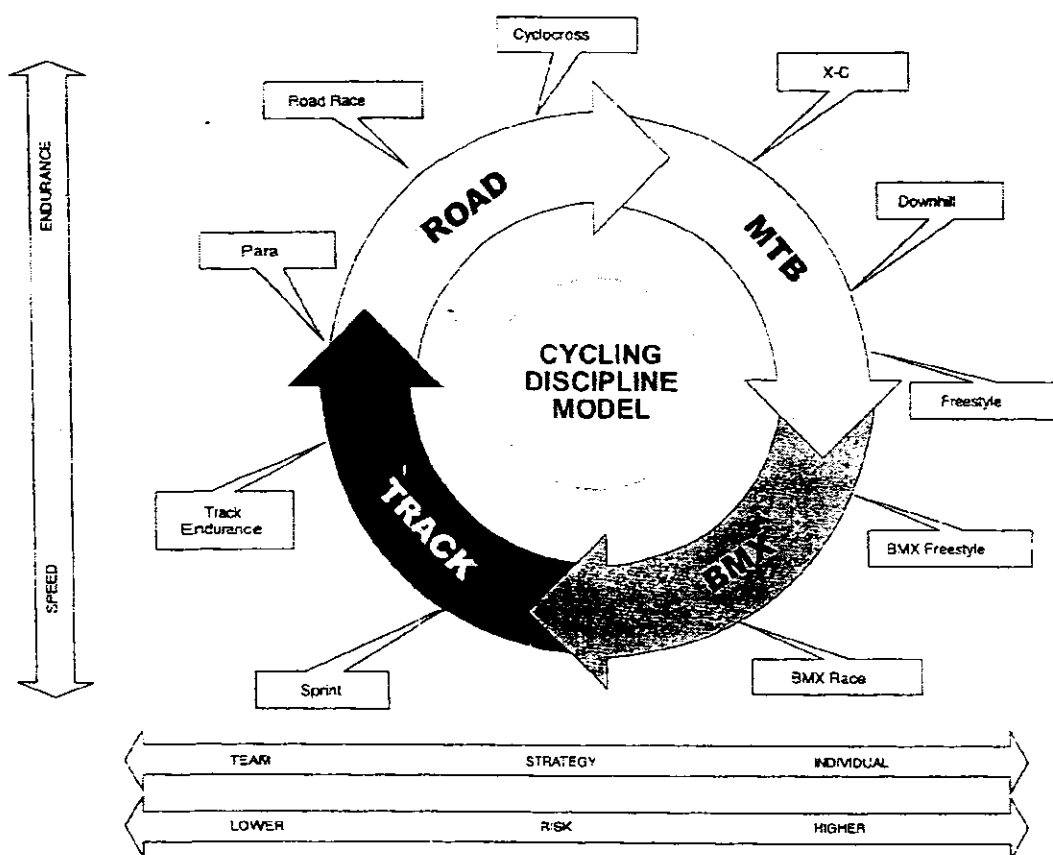 Cyclocross
X-C
Road Race
ROAD
ENDURANCE
Downhill
MTB
Para
CYCLING
DISCIPLINE
MODEL
Freestyle
Track
Endurance
TRACK
BMX
BMX Freestyle
SPEED
Sprint
BMX Race
TEAM STRATEGY INDIVIDUAL
LOWER RISK HIGHER